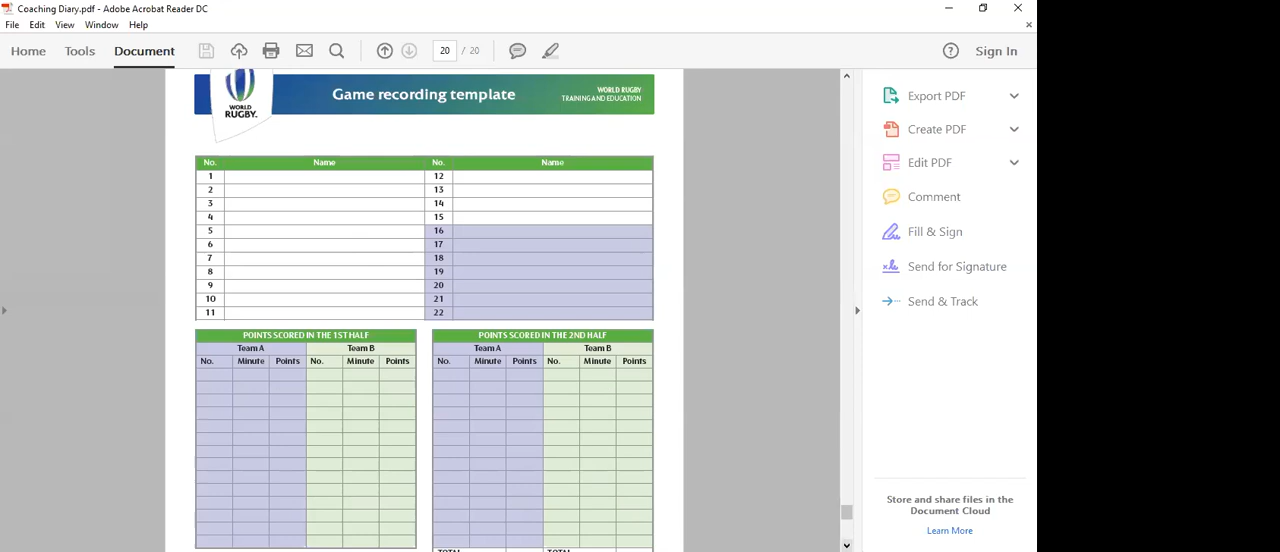 Coaching Diary.pdf - Adobe Acrobat Reader DC
File Edit View Window Help
Home Tools Document 20 / 20 Sign In
WORLD RUGBY.
Game recording template
WORLD RUGBY
TRAINING AND EDUCATION
No. Name No. Name
1 12
2 13
3 14
4 15
5 16
6 17
7 18
8 19
9 20
10 21
11 22
POINTS SCORED IN THE 1ST HALF POINTS SCORED IN THE 2ND HALF
Team A Team B Team A Team B
No. Minute Points No. Minute Points No. Minute Points No. Minute Points
TOTAL TOTAL
Export PDF
Create PDF
Edit PDF
Comment
Fill & Sign
Send for Signature
Send & Track
Store and share files in the
Document Cloud
Learn More